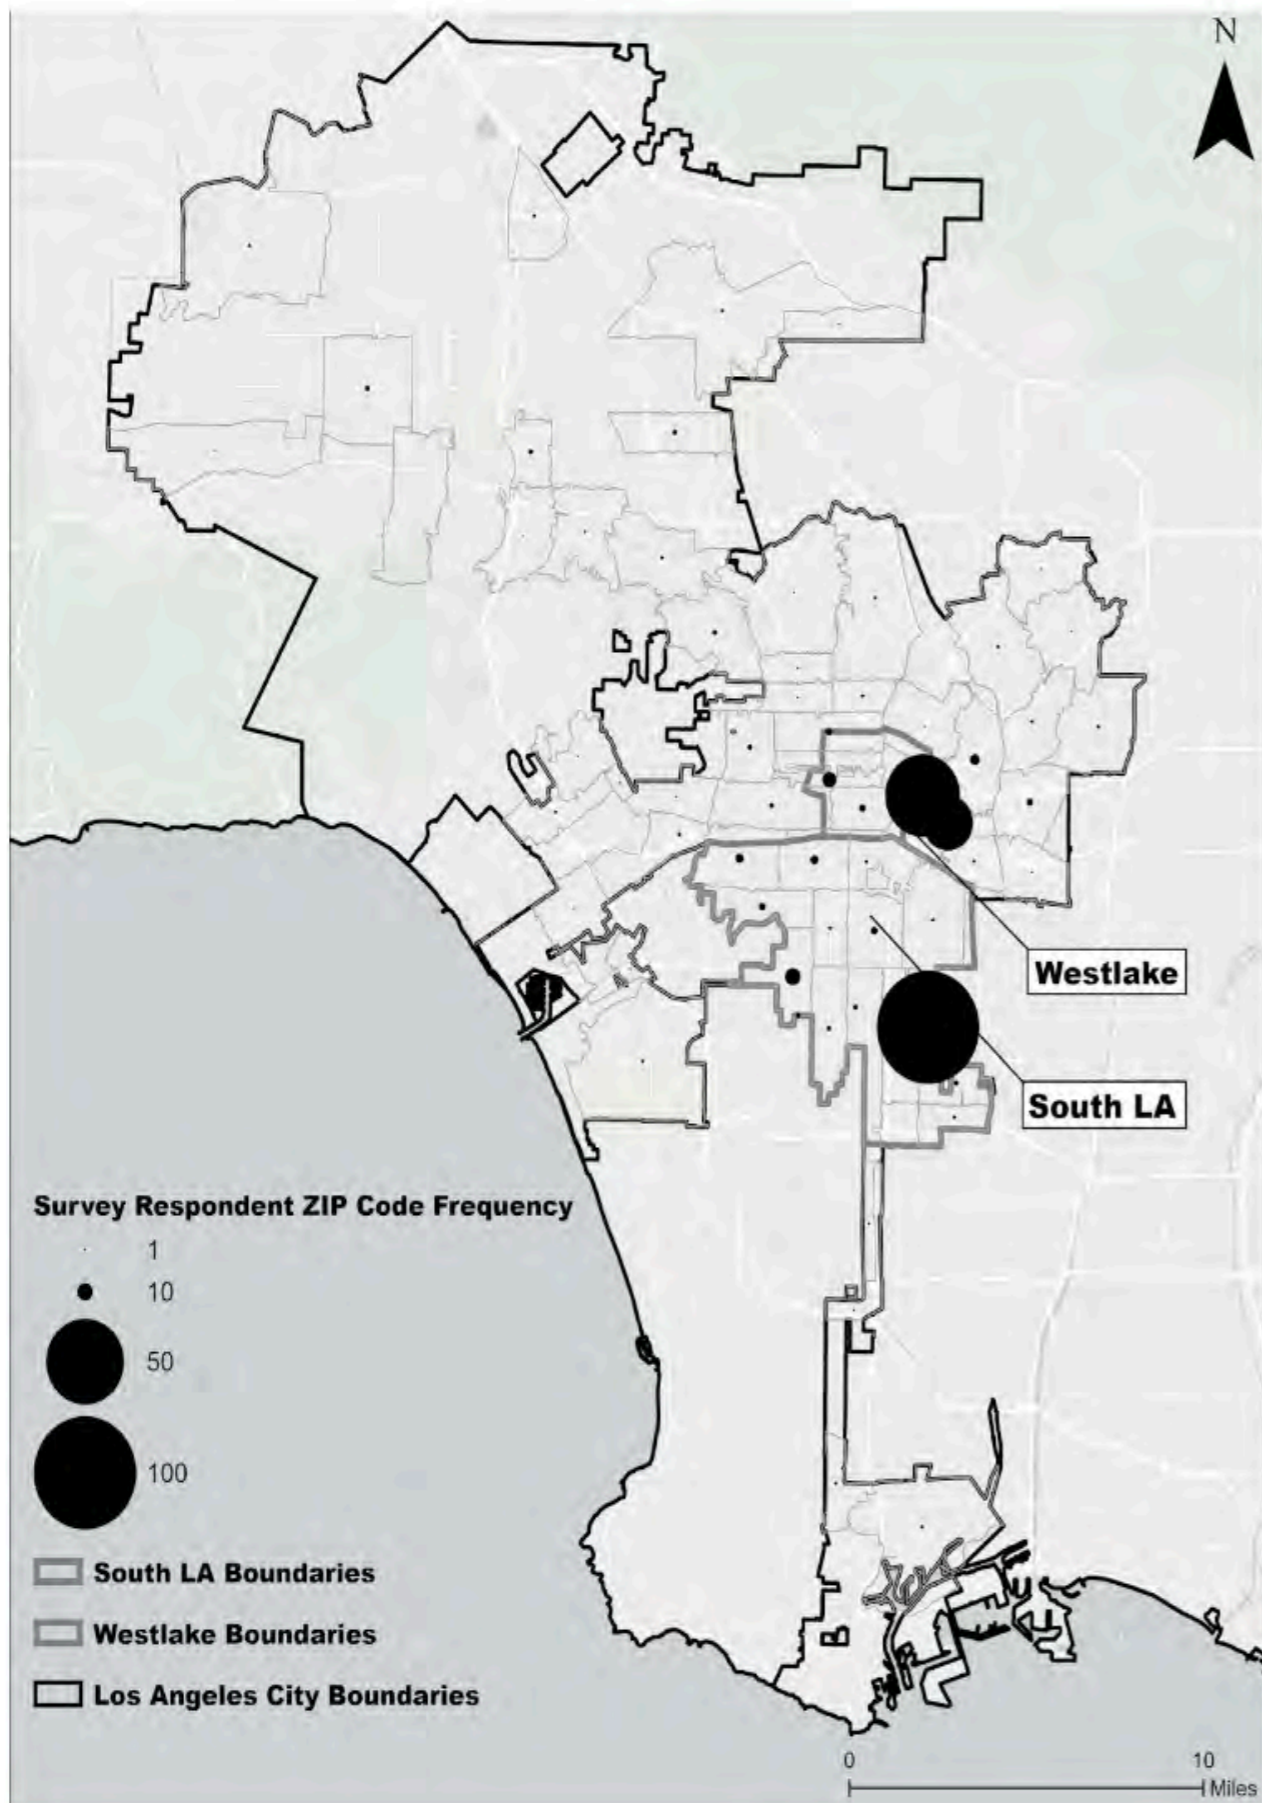 N
Westlake
South LA
Survey Respondent ZIP Code Frequency
1
10
50
100
South LA Boundaries
Westlake Boundaries
Los Angeles City Boundaries
0 10
Miles